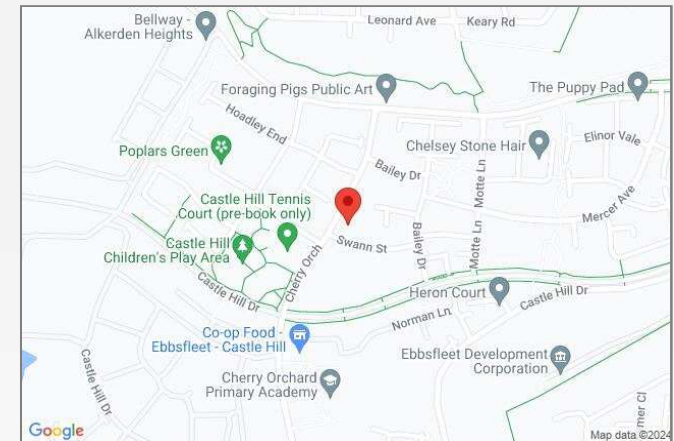 Bellway -
Alkerden Heights
Leonard Ave
Keary Rd
Foraging Pigs Public Art
The Puppy Pad
Hoadley End
Poplars Green
Chelsey Stone Hair
Elinor Vale
Bailey Dr
Motte Ln
Castle Hill Tennis
Court (pre-book only)
Mercer Ave
Castle Hill
Children's Play Area
Swann St
Bailey Dr
Motte Ln
Cherry Orch
Castle Hill Dr
Heron Court
Castle Hill Dr
Norman Ln
Co-op Food -
Ebbsfleet - Castle Hill
Ebbsfleet Development
Corporation
Castle Hill Dr
Cherry Orchard
Primary Academy
mer Cl
Google
Map data ©2024